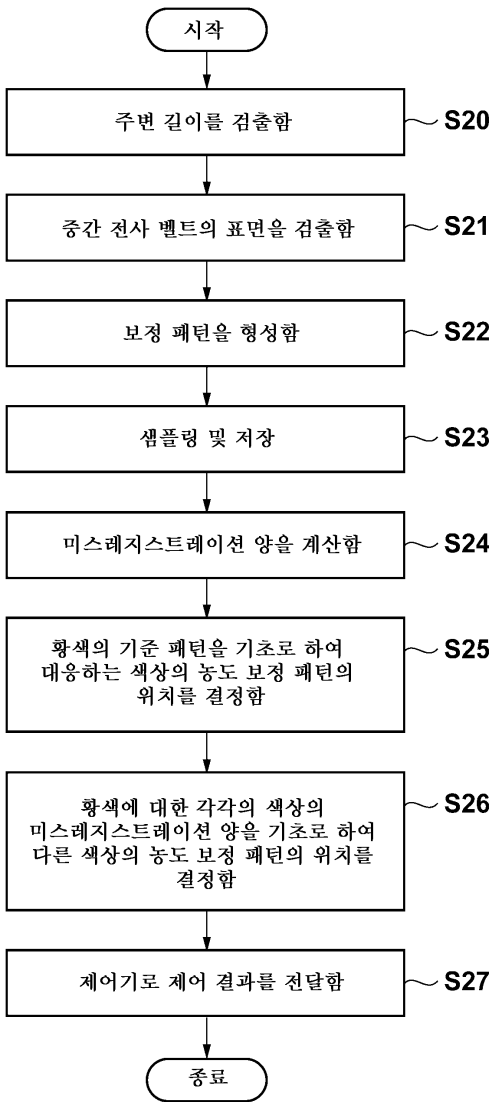 시작
주변 길이를 검출함
S20
중간 전사 벨트의 표면을 검출함
S21
보정 패턴을 형성함
S22
샘플링 및 저장
S23
미스레지스트레이션 양을 계산함
S24
황색의 기준 패턴을 기초로 하여
대응하는 색상의 농도 보정 패턴의
위치를 결정함
S25
황색에 대한 각각의 색상의
미스레지스트레이션 양을 기초로 하여
다른 색상의 농도 보정 패턴의 위치를
결정함
S26
제어기로 제어 결과를 전달함
S27
종료